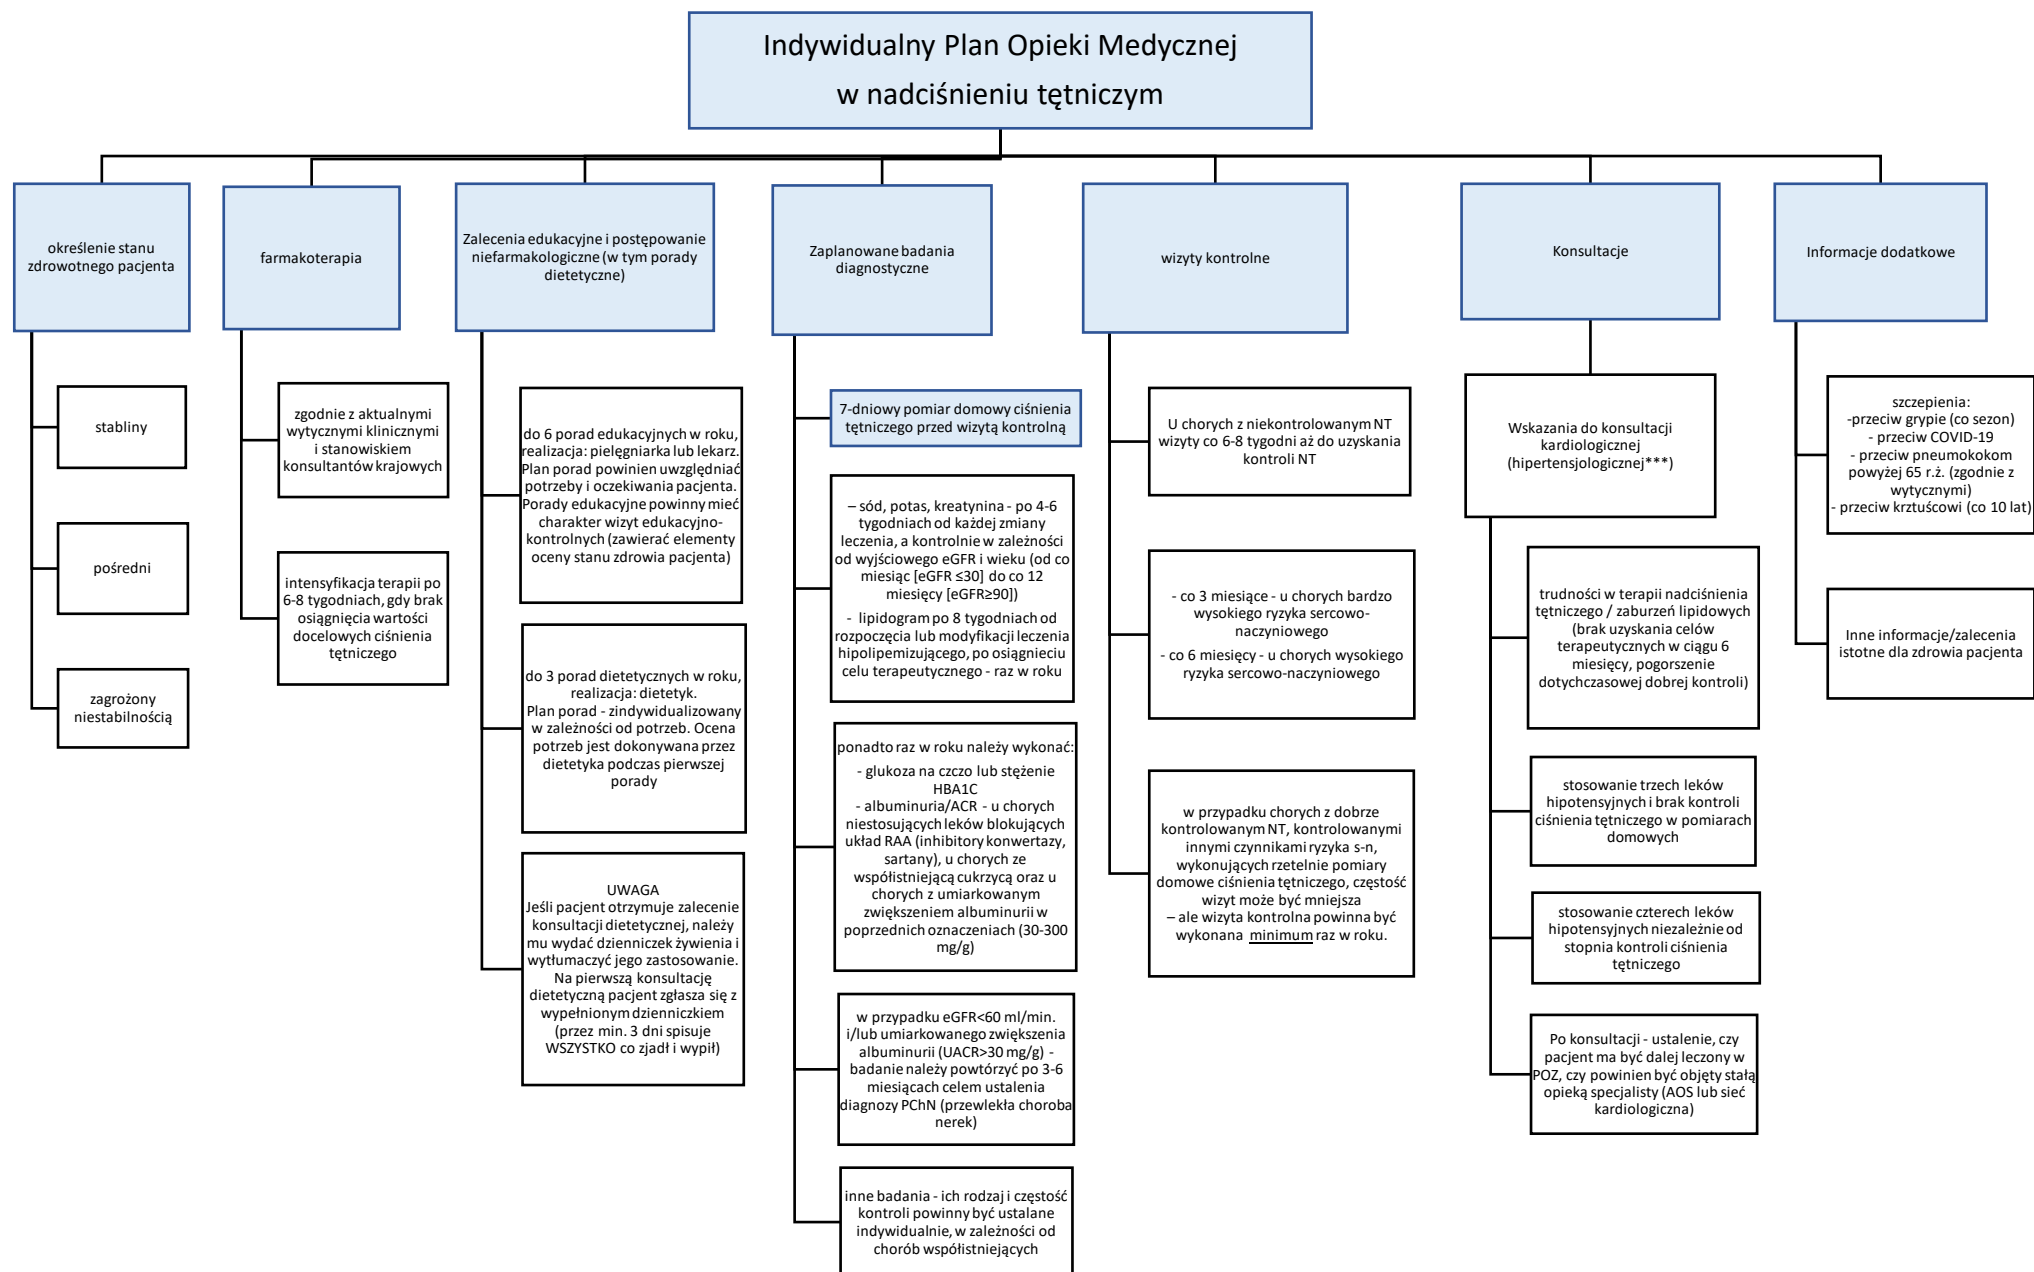 Indywidualny Plan Opieki Medycznej
w nadciśnieniu tętniczym
określenie stanu
zdrowotnego pacjenta
stabliny
pośredni
zagrożony
niestabilnością
farmakoterapia
zgodnie z aktualnymi
wytycznymi klinicznymi
i stanowiskiem
konsultantów krajowych
intensyfikacja terapii po
6-8 tygodniach, gdy brak
osiągnięcia wartości
docelowych ciśnienia
tętniczego
Zalecenia edukacyjne i postępowanie
niefarmakologiczne (w tym porady
dietetyczne)
do 6 porad edukacyjnych w roku,
realizacja: pielęgniarka lub lekarz.
Plan porad powinien uwzględniać
potrzeby i oczekiwania pacjenta.
Porady edukacyjne powinny mieć
charakter wizyt edukacyjno-
kontrolnych (zawierać elementy
oceny stanu zdrowia pacjenta)
do 3 porad dietetycznych w roku,
realizacja: dietetyk.
Plan porad - zindywidualizowany
w zależności od potrzeb. Ocena
potrzeb jest dokonywana przez
dietetyka podczas pierwszej
porady
UWAGA
Jeśli pacjent otrzymuje zalecenie
konsultacji dietetycznej, należy
mu wydać dzienniczek żywienia i
wytłumaczyć jego zastosowanie.
Na pierwszą konsultację
dietetyczną pacjent zgłasza się z
wypełnionym dzienniczkiem
(przez min. 3 dni spisuje
WSZYSTKO co zjadł i wypił)
Zaplanowane badania
diagnostyczne
7-dniowy pomiar domowy ciśnienia
tętniczego przed wizytą kontrolną
– sód, potas, kreatynina - po 4-6
tygodniach od każdej zmiany
leczenia, a kontrolnie w zależności
od wyjściowego eGFR i wieku (od co
miesiąc [eGFR ≤30] do co 12
miesięcy [eGFR≥90])
- lipidogram po 8 tygodniach od
rozpoczęcia lub modyfikacji leczenia
hipolipemizującego, po osiągnieciu
celu terapeutycznego - raz w roku
ponadto raz w roku należy wykonać:
- glukoza na czczo lub stężenie
HBA1C
- albuminuria/ACR - u chorych
niestosujących leków blokujących
układ RAA (inhibitory konwertazy,
sartany), u chorych ze
współistniejącą cukrzycą oraz u
chorych z umiarkowanym
zwiększeniem albuminurii w
poprzednich oznaczeniach (30-300
mg/g)
w przypadku eGFR<60 ml/min.
i/lub umiarkowanego zwiększenia
albuminurii (UACR>30 mg/g) -
badanie należy powtórzyć po 3-6
miesiącach celem ustalenia
diagnozy PChN (przewlekła choroba
nerek)
inne badania - ich rodzaj i częstość
kontroli powinny być ustalane
indywidualnie, w zależności od
chorób współistniejących
wizyty kontrolne
U chorych z niekontrolowanym NT
wizyty co 6-8 tygodni aż do uzyskania
kontroli NT
- co 3 miesiące - u chorych bardzo
wysokiego ryzyka sercowo-
naczyniowego
- co 6 miesięcy - u chorych wysokiego
ryzyka sercowo-naczyniowego
w przypadku chorych z dobrze
kontrolowanym NT, kontrolowanymi
innymi czynnikami ryzyka s-n,
wykonujących rzetelnie pomiary
domowe ciśnienia tętniczego, częstość
wizyt może być mniejsza
– ale wizyta kontrolna powinna być
wykonana minimum raz w roku.
Konsultacje
Wskazania do konsultacji
kardiologicznej
(hipertensjologicznej***)
trudności w terapii nadciśnienia
tętniczego / zaburzeń lipidowych
(brak uzyskania celów
terapeutycznych w ciągu 6
miesięcy, pogorszenie
dotychczasowej dobrej kontroli)
stosowanie trzech leków
hipotensyjnych i brak kontroli
ciśnienia tętniczego w pomiarach
domowych
stosowanie czterech leków
hipotensyjnych niezależnie od
stopnia kontroli ciśnienia
tętniczego
Po konsultacji - ustalenie, czy
pacjent ma być dalej leczony w
POZ, czy powinien być objęty stałą
opieką specjalisty (AOS lub sieć
kardiologiczna)
Informacje dodatkowe
szczepienia:
-przeciw grypie (co sezon)
- przeciw COVID-19
- przeciw pneumokokom
powyżej 65 r.ż. (zgodnie z
wytycznymi)
- przeciw krztuścowi (co 10 lat)
Inne informacje/zalecenia
istotne dla zdrowia pacjenta